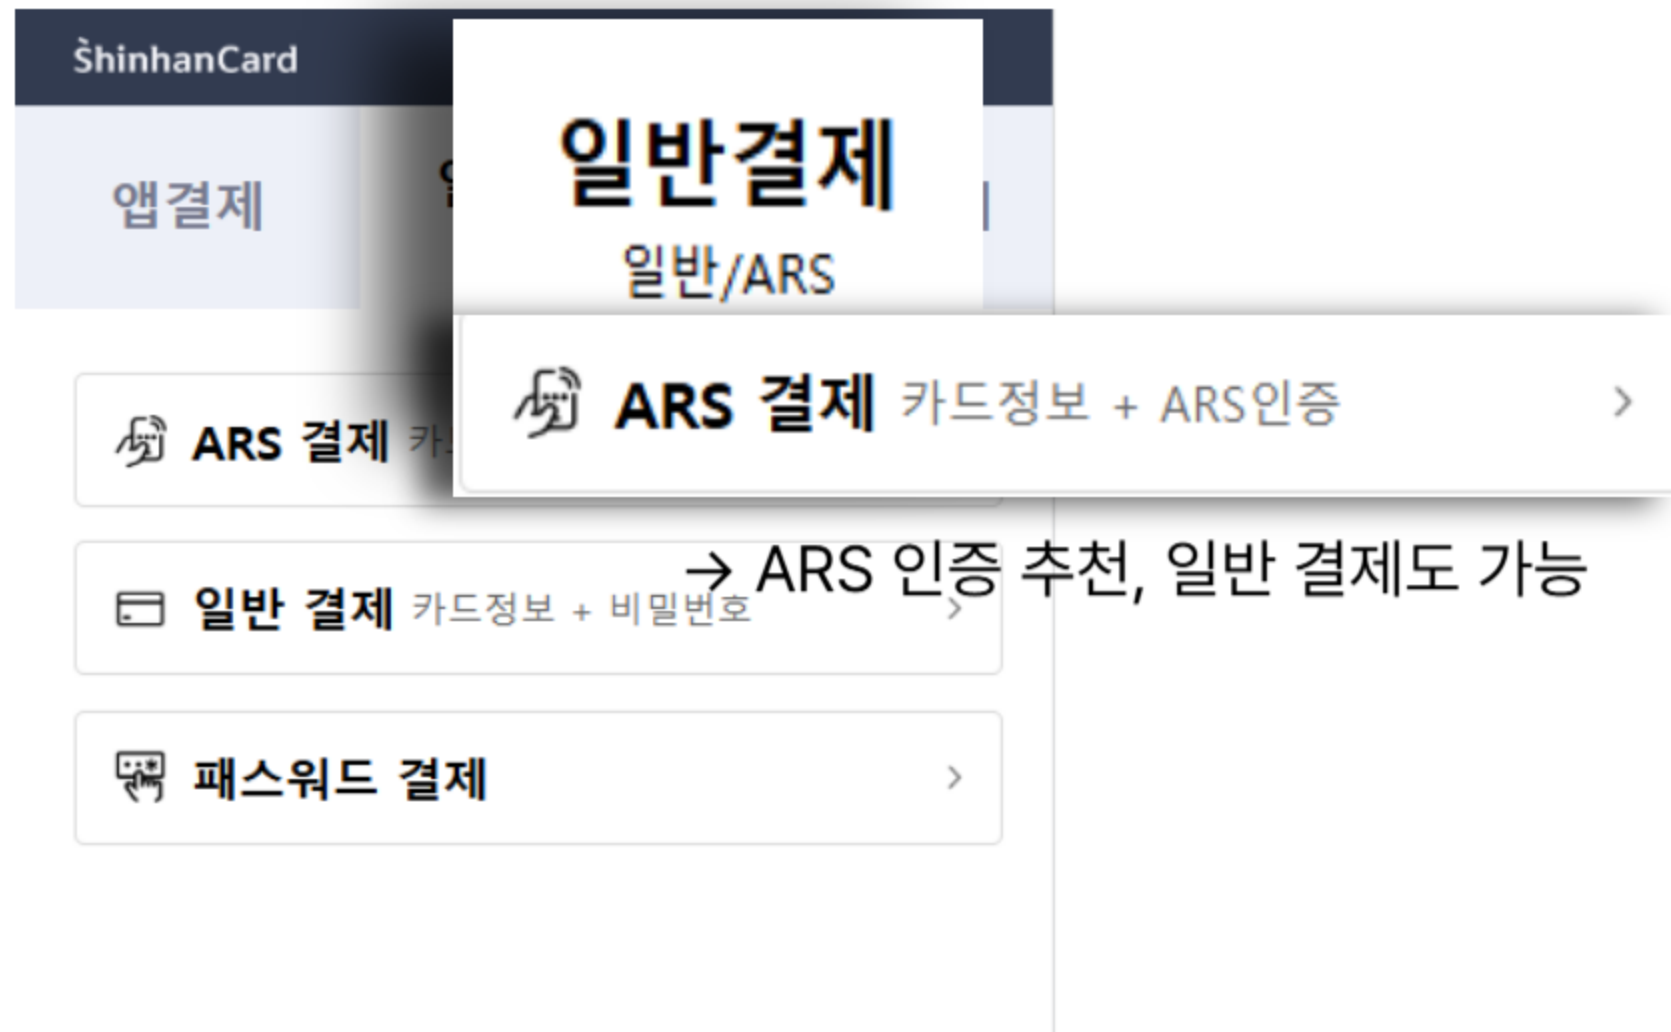 ShinhanCard
앱결제
일반결제
일반/ARS
ARS 결제 카드정보 + ARS인증
ARS 결제
→ ARS 인증 추천, 일반 결제도 가능
일반 결제 카드정보 + 비밀번호
패스워드 결제